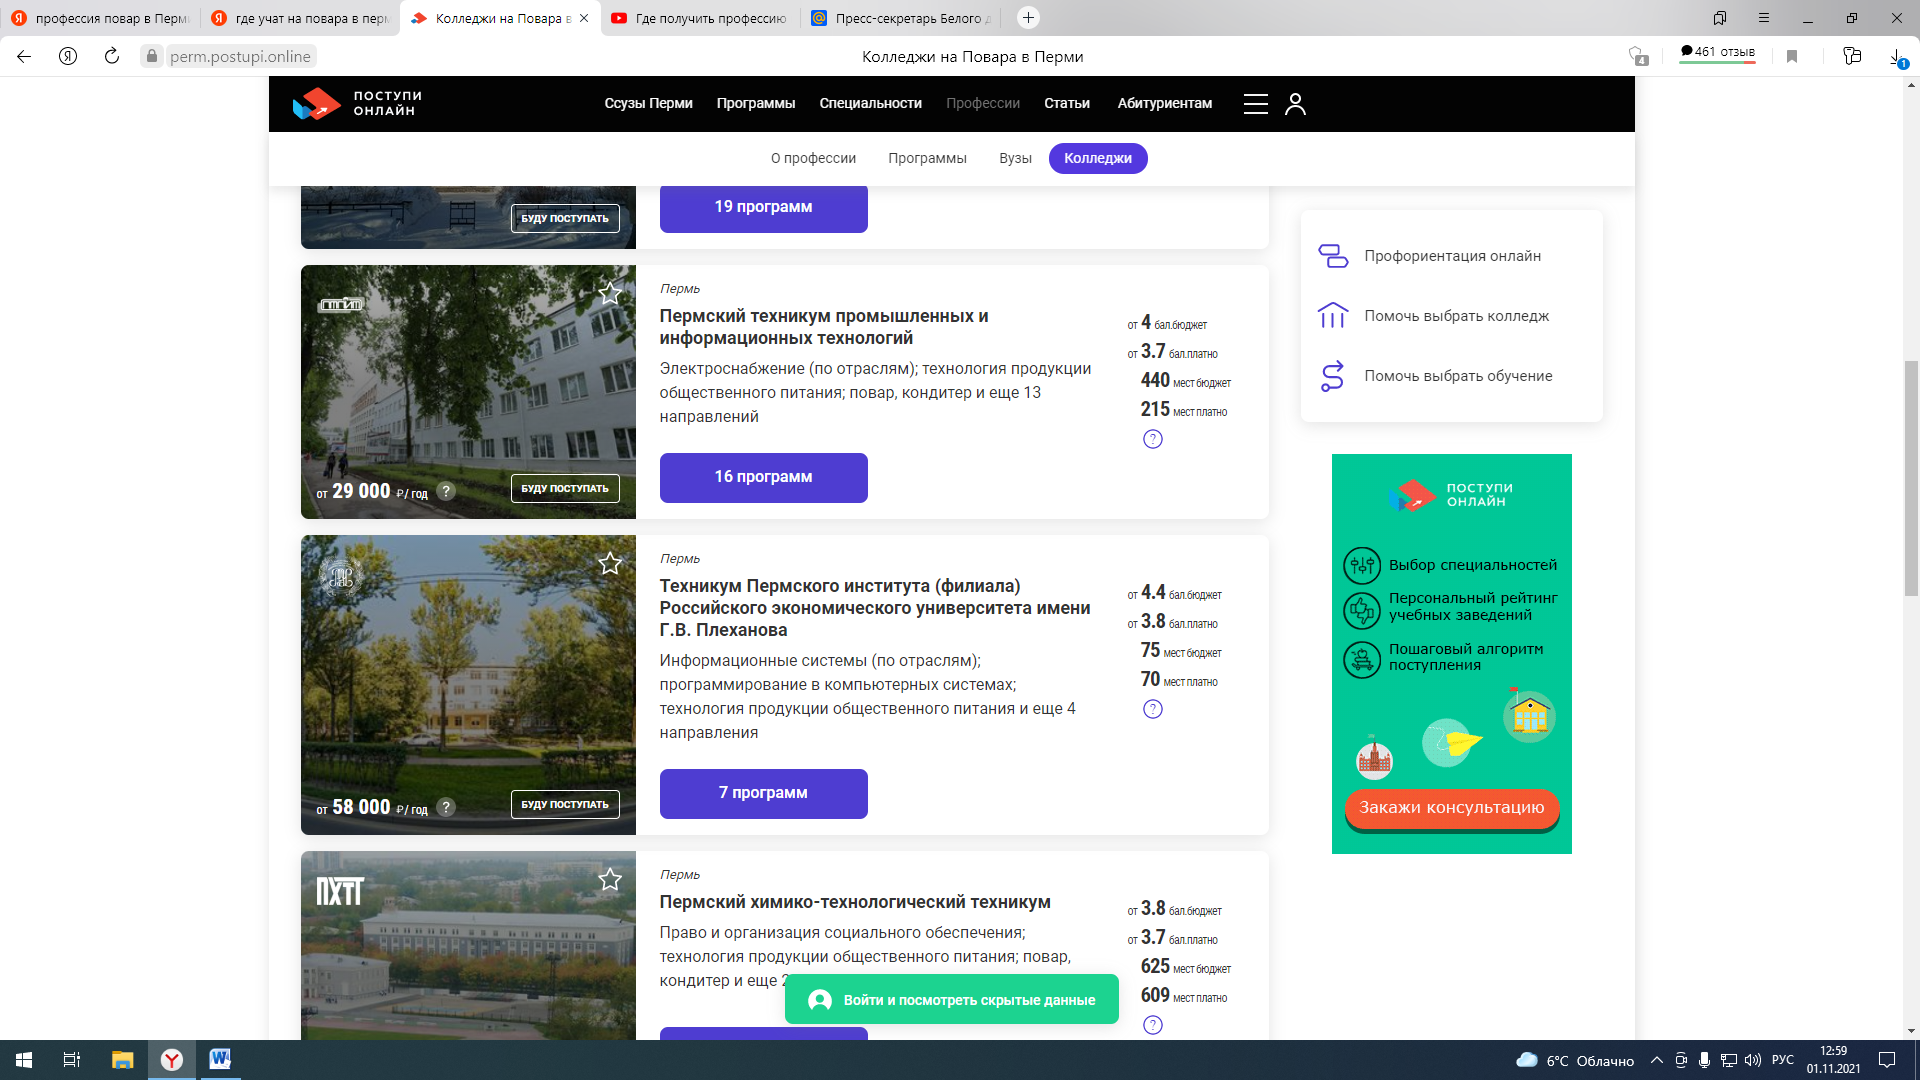 профессия повар в Перми
где учат на повара в перм
Колледжи на Повара в
Где получить профессию
Пресс-секретарь Белого д
perm.postupi.online
Колледжи на Повара в Перми
4
461 отзыв
1
ПОСТУПИ
ОНЛАЙН
Ссузы Перми
Программы
Специальности
Профессии
Статьи
Абитуриентам
О профессии
Программы
Вузы
Колледжи
БУДУ ПОСТУПАТЬ
19 программ
Пермь
Пермский техникум промышленных и
информационных технологий
Электроснабжение (по отраслям); технология продукции
общественного питания; повар, кондитер и еще 13
направлений
16 программ
от 4 бал.бюджет
от 3.7 бал.платно
440 мест бюджет
215 мест платно
?
от 29 000 ₽/ год ?
БУДУ ПОСТУПАТЬ
Пермь
Техникум Пермского института (филиала)
Российского экономического университета имени
Г.В. Плеханова
Информационные системы (по отраслям);
программирование в компьютерных системах;
технология продукции общественного питания и еще 4
направления
7 программ
от 4.4 бал.бюджет
от 3.8 бал.платно
75 мест бюджет
70 мест платно
?
от 58 000 ₽/ год ?
БУДУ ПОСТУПАТЬ
ПХТТ
Пермь
Пермский химико-технологический техникум
Право и организация социального обеспечения;
технология продукции общественного питания; повар,
кондитер и еще 2
от 3.8 бал.бюджет
от 3.7 бал.платно
625 мест бюджет
609 мест платно
?
Войти и посмотреть скрытые данные
Профориентация онлайн
Помочь выбрать колледж
Помочь выбрать обучение
ПОСТУПИ
ОНЛАЙН
Выбор специальностей
Персональный рейтинг
учебных заведений
Пошаговый алгоритм
поступления
Закажи консультацию
6°C Облачно
РУС
12:59
01.11.2021